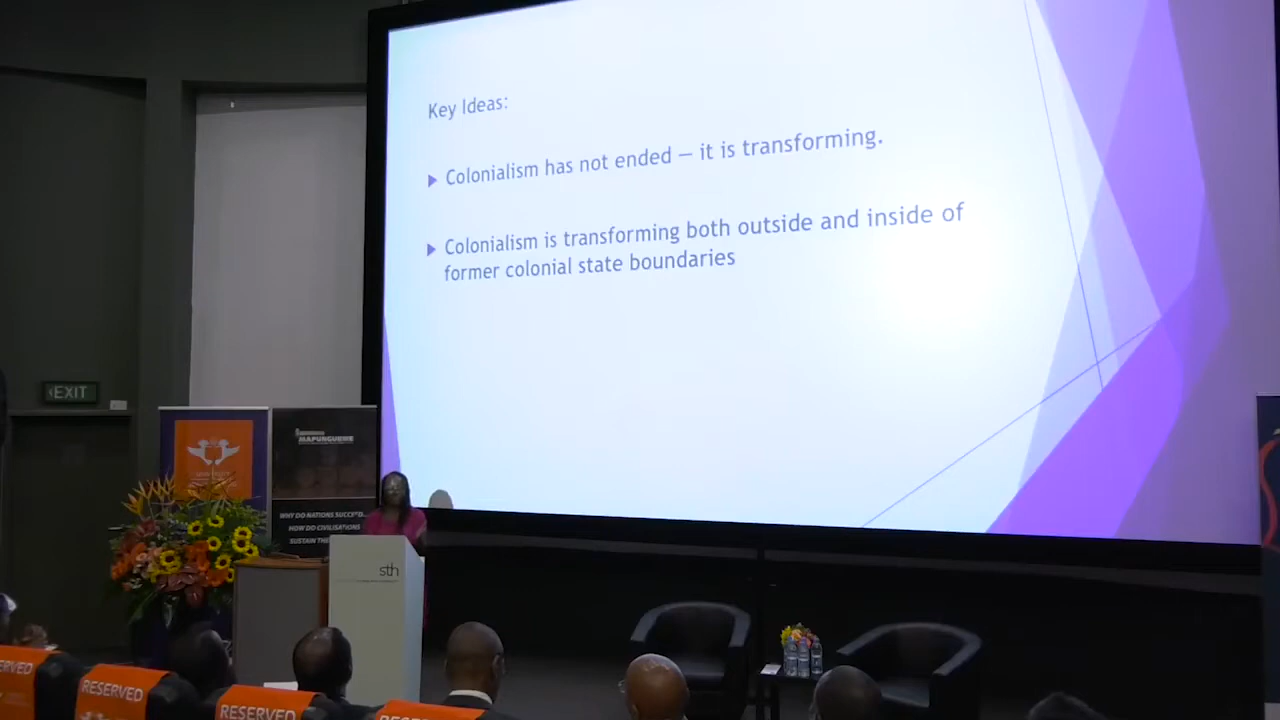 Key Ideas:
Colonialism has not ended – it is transforming.
Colonialism is transforming both outside and inside of
former colonial state boundaries
EXIT
MAPUNGUBWE
WHY DO NATIONS SUCCEED...
HOW DO CIVILISATIONS
SUSTAIN
sth
RESERVED
RESERVED
RESERVED
RESERVED